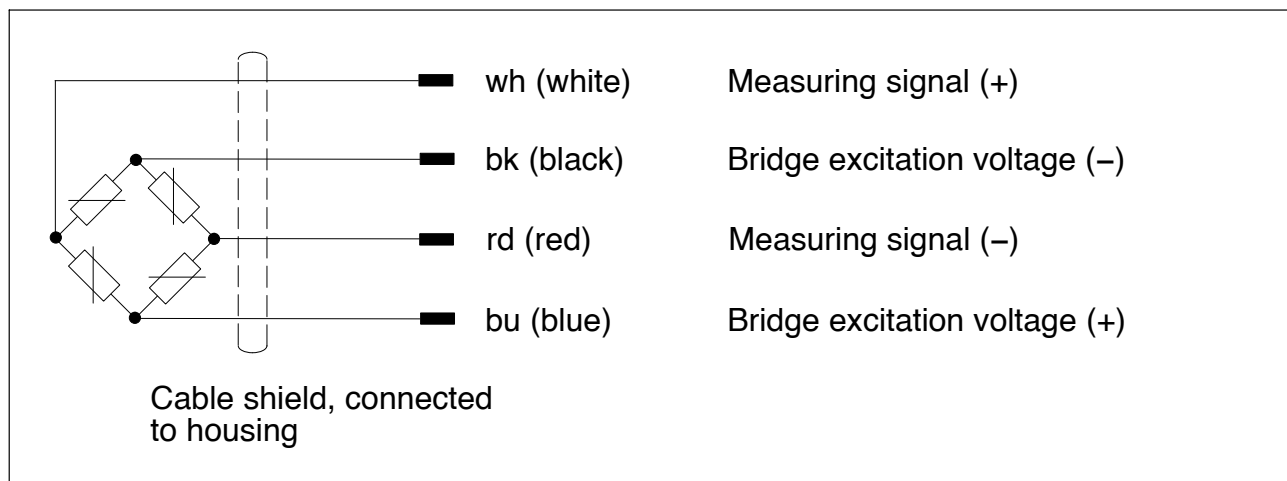 wh (white) Measuring signal (+)
bk (black) Bridge excitation voltage (−)
rd (red) Measuring signal (−)
bu (blue) Bridge excitation voltage (+)
Cable shield, connected
to housing